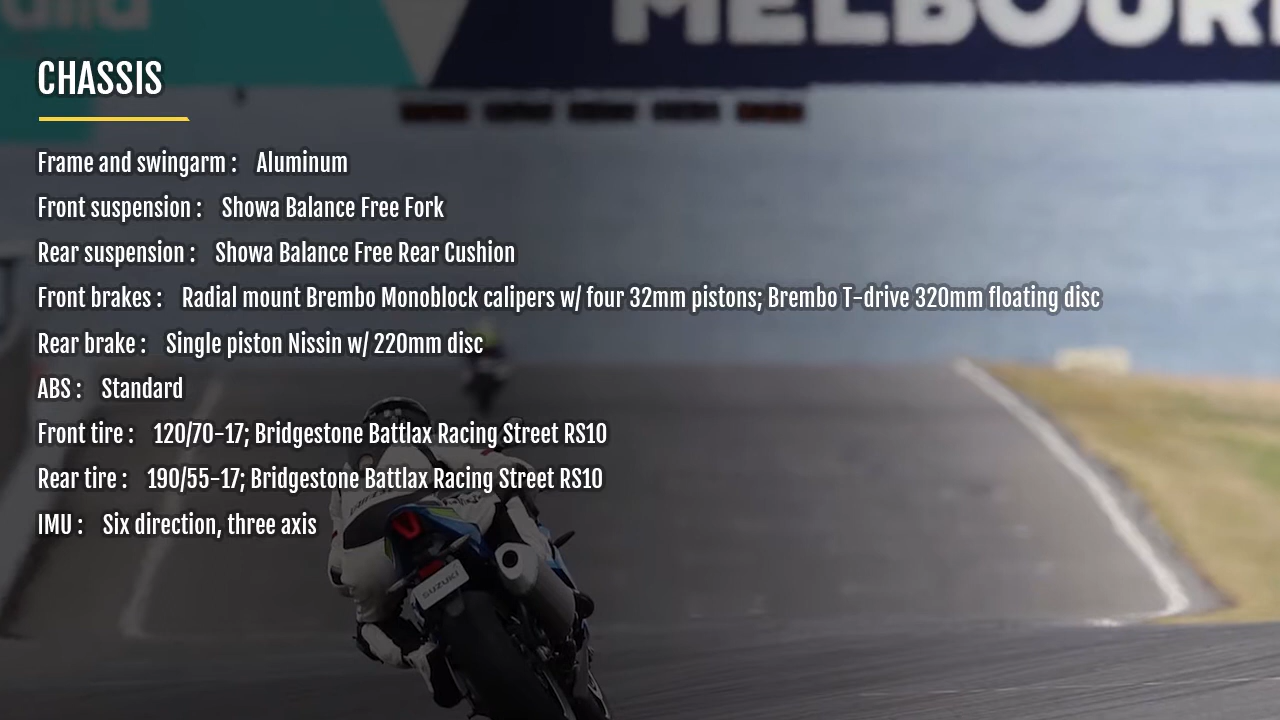 MELBOUR
CHASSIS
Frame and swingarm : Aluminum
Front suspension : Showa Balance Free Fork
Rear suspension : Showa Balance Free Rear Cushion
Front brakes : Radial mount Brembo Monoblock calipers w/ four 32mm pistons; Brembo T-drive 320mm floating disc
Rear brake : Single piston Nissin w/ 220mm disc
ABS : Standard
Front tire : 120/70-17; Bridgestone Battlax Racing Street RS10
Rear tire : 190/55-17; Bridgestone Battlax Racing Street RS10
IMU : Six direction, three axis
SUZUKI